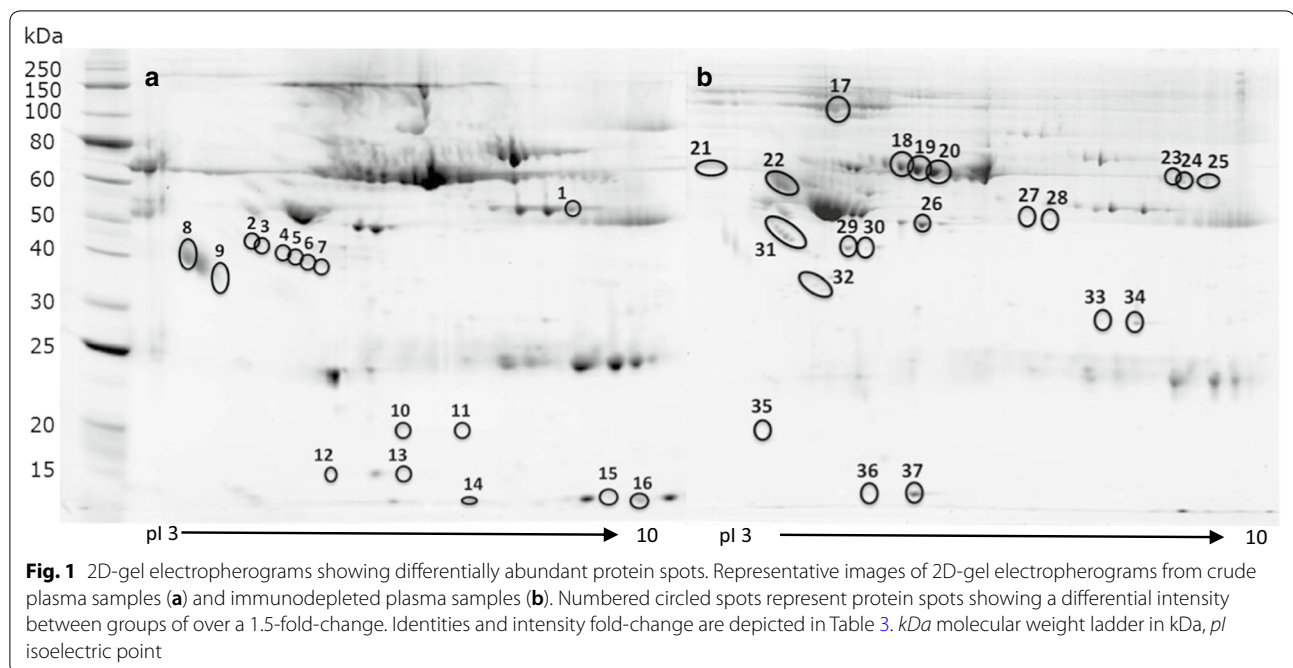 kDa
250
150
100
80
60
50
40
30
25
20
15
a
1
8
9
2 3 4 5 6 7
10
11
12
13
14
15
16
b
17
18 19 20
21
22
23 24 25
26
27 28
29 30
31
32
33 34
35
36 37
pI 3
10
pI 3
10
Fig. 1 2D-gel electropherograms showing differentially abundant protein spots. Representative images of 2D-gel electropherograms from crude
plasma samples (a) and immunodepleted plasma samples (b). Numbered circled spots represent protein spots showing a differential intensity
between groups of over a 1.5-fold-change. Identities and intensity fold-change are depicted in Table 3. kDa molecular weight ladder in kDa, pI
isoelectric point